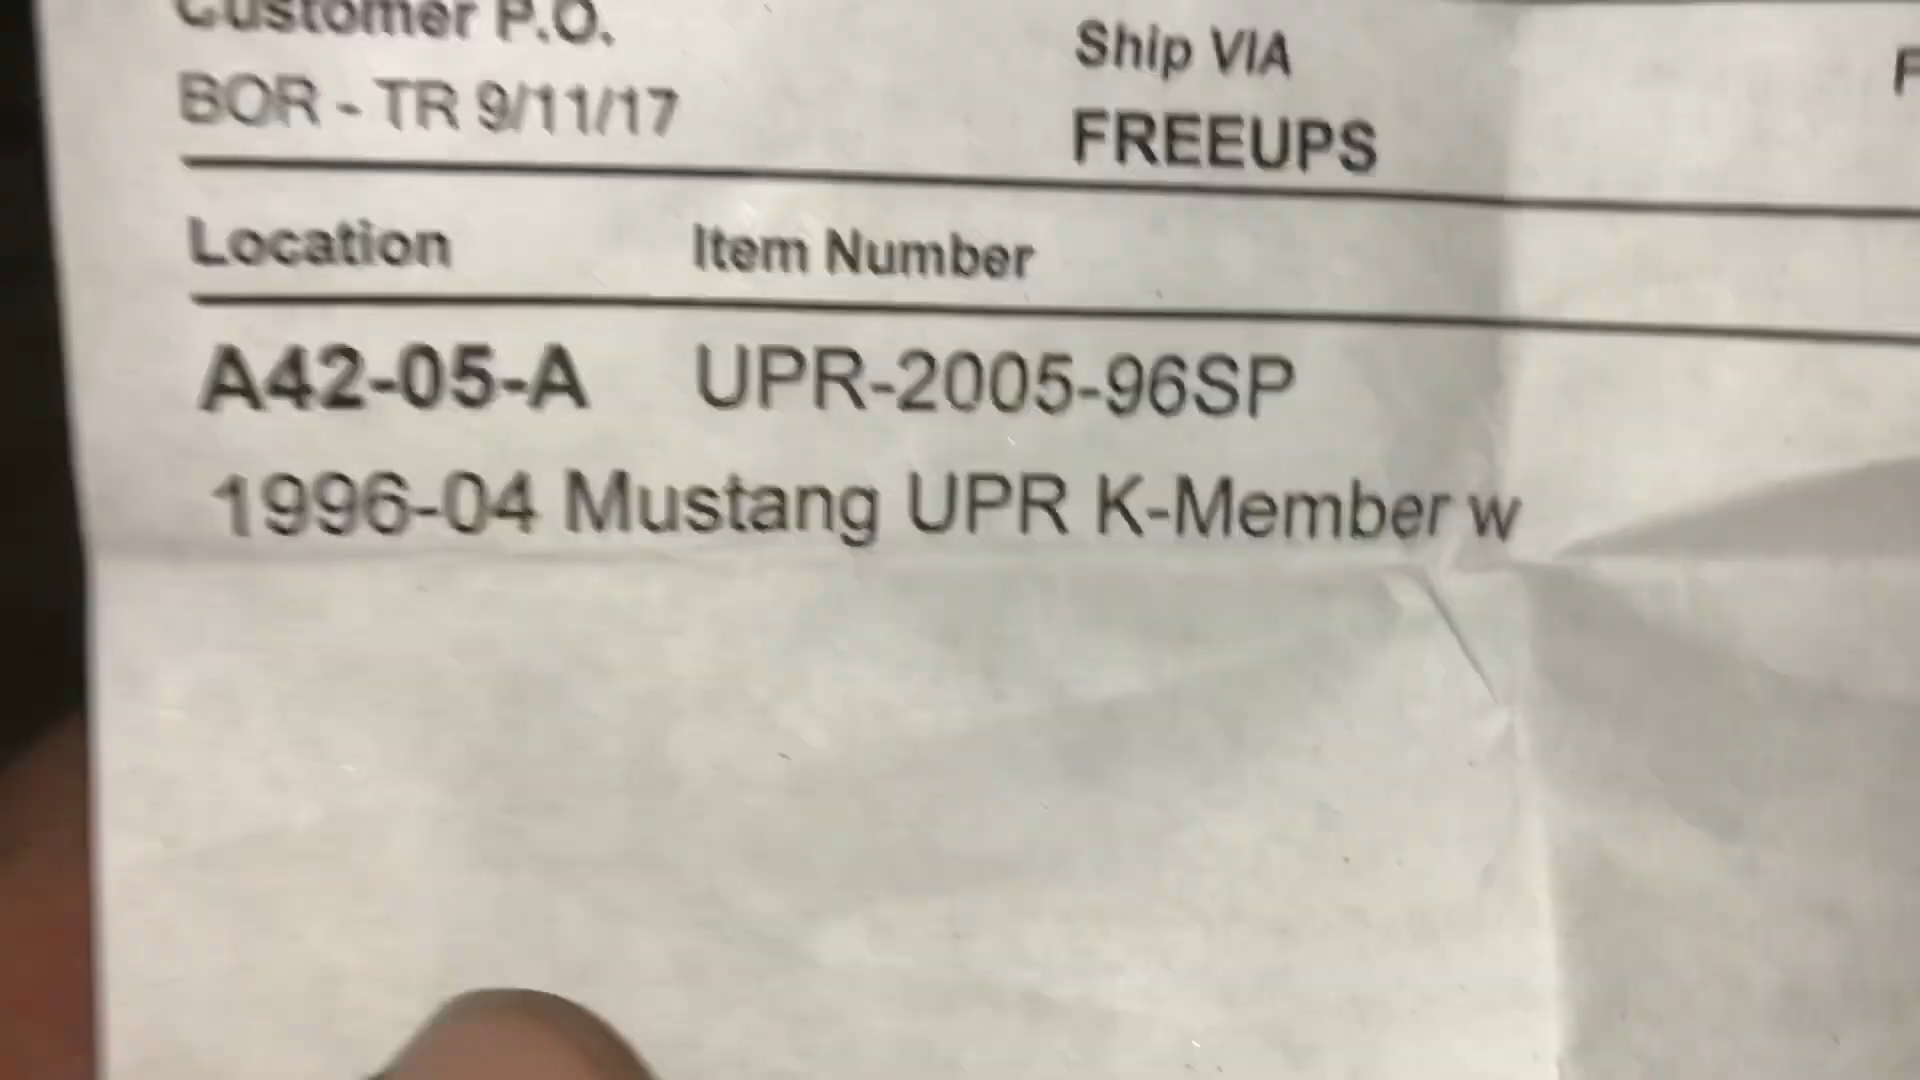 Customer P.O.
Ship VIA
F
BOR - TR 9/11/17
FREEUPS
Location
Item Number
A42-05-A
UPR-2005-96SP
1996-04 Mustang UPR K-Member w